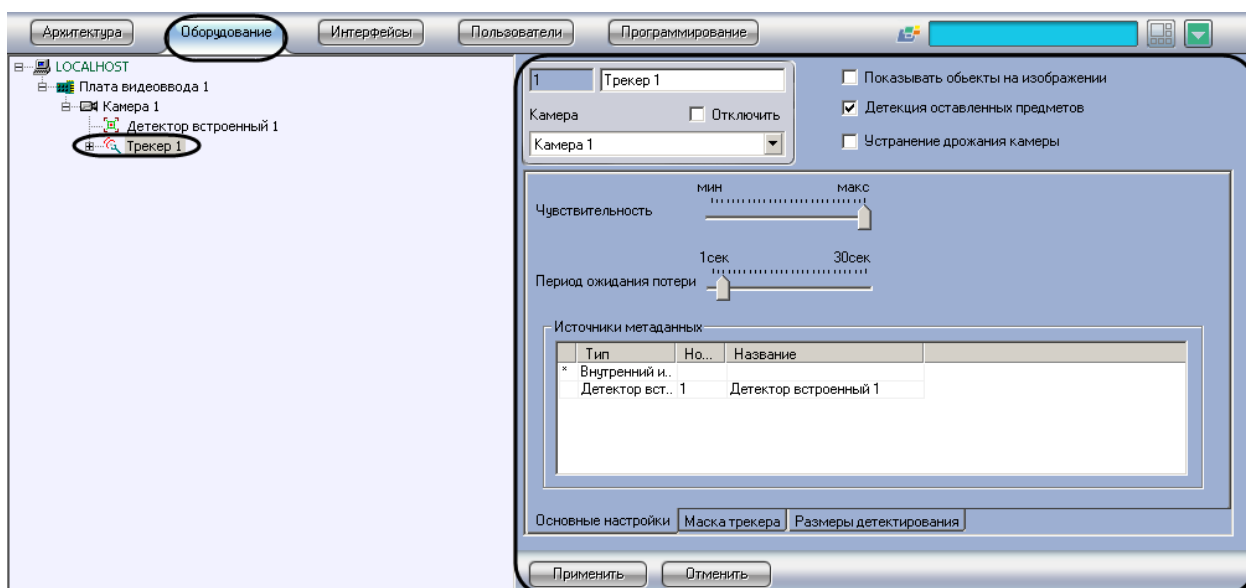 Архитектура Оборудование Интерфейсы Пользователи Программирование
LOCALHOST
Плата видеоввода 1
Камера 1
Детектор встроенный 1
Трекер 1
1 Трекер 1
Камера Отключить
Камера 1
Показывать обьекты на изображении
Детекция оставленных предметов
Устранение дрожания камеры
мин макс
Чувствительность
1сек 30сек
Период ожидания потери
Источники метаданных
Тип Но... Название
* Внутренний и..
Детектор вст.. 1 Детектор встроенный 1
Основные настройки Маска трекера Размеры детектирования
Применить Отменить